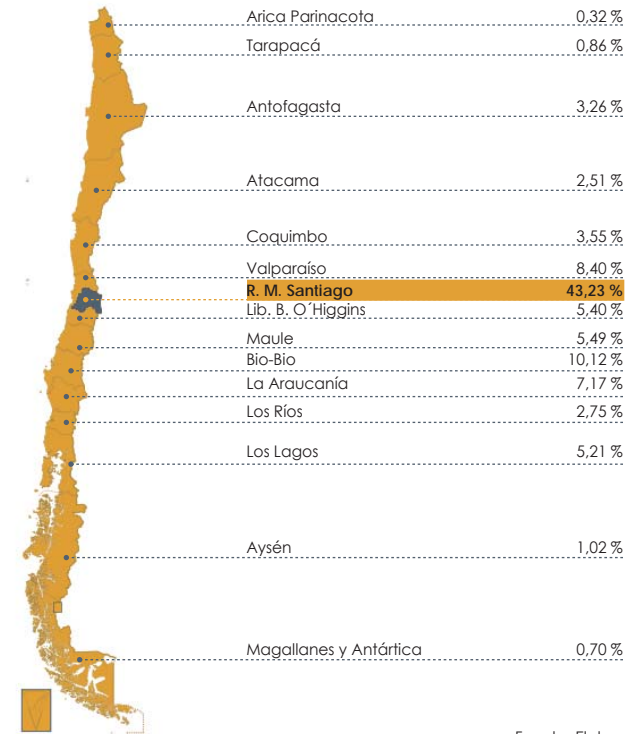 Arica Parinacota 0,32 %
Tarapacá 0,86 %
Antofagasta 3,26 %
Atacama 2,51 %
Coquimbo 3,55 %
Valparaíso 8,40 %
R. M. Santiago 43,23 %
Lib. B. O´Higgins 5,40 %
Maule 5,49 %
Bio-Bio 10,12 %
La Araucanía 7,17 %
Los Ríos 2,75 %
Los Lagos 5,21 %
Aysén 1,02 %
Magallanes y Antártica 0,70 %